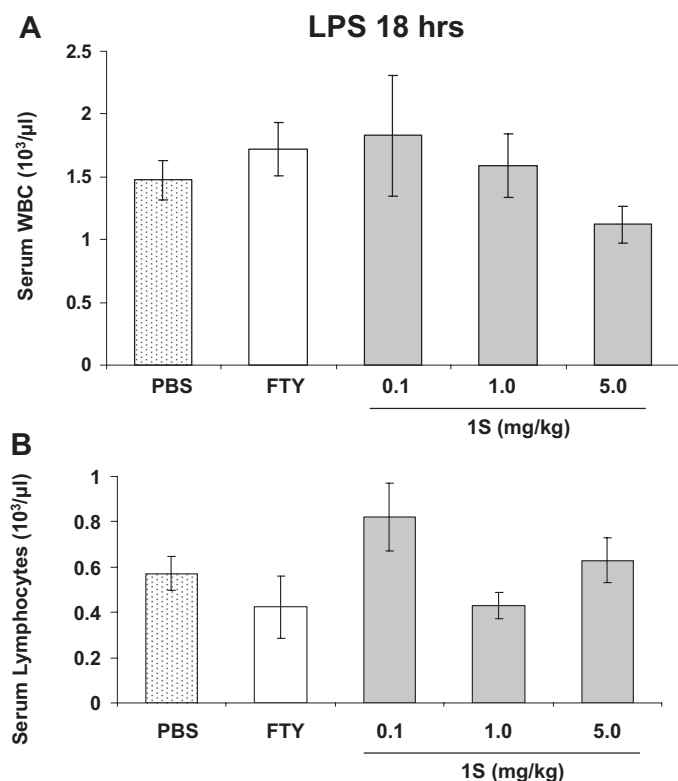 A
LPS 18 hrs
Serum WBC (10³/µl)
2.5
2
1.5
1
0.5
0
PBS FTY 0.1 1.0 5.0
1S (mg/kg)
B
Serum Lymphocytes (10³/µl)
1
0.8
0.6
0.4
0.2
0
PBS FTY 0.1 1.0 5.0
1S (mg/kg)